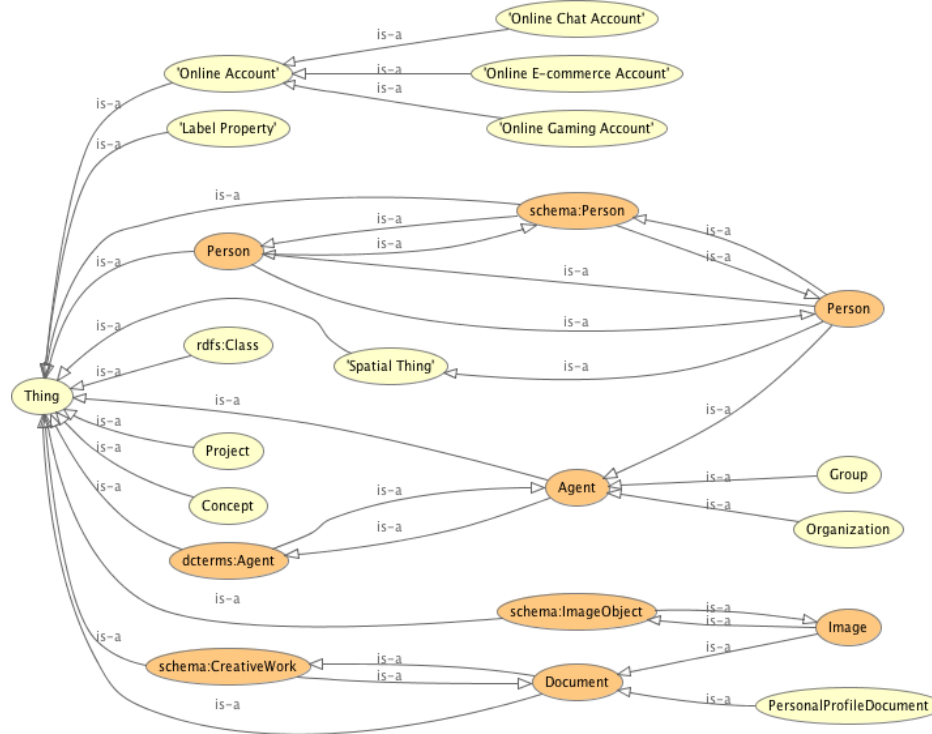 'Online Chat Account'
is-a
'Online Account'
is-a
'Online E-commerce Account'
is-a
is-a
'Label Property'
'Online Gaming Account'
is-a
is-a
schema:Person
is-a
is-a
Person
is-a
is-a
is-a
is-a
Person
is-a
is-a
rdfs:Class
'Spatial Thing'
is-a
is-a
Thing
is-a
is-a
Project
is-a
Group
is-a
Agent
is-a
is-a
Concept
is-a
Organization
is-a
dcterms:Agent
is-a
schema:ImageObject
is-a
is-a
Image
is-a
schema:CreativeWork
is-a
is-a
is-a
Document
is-a
is-a
PersonalProfileDocument